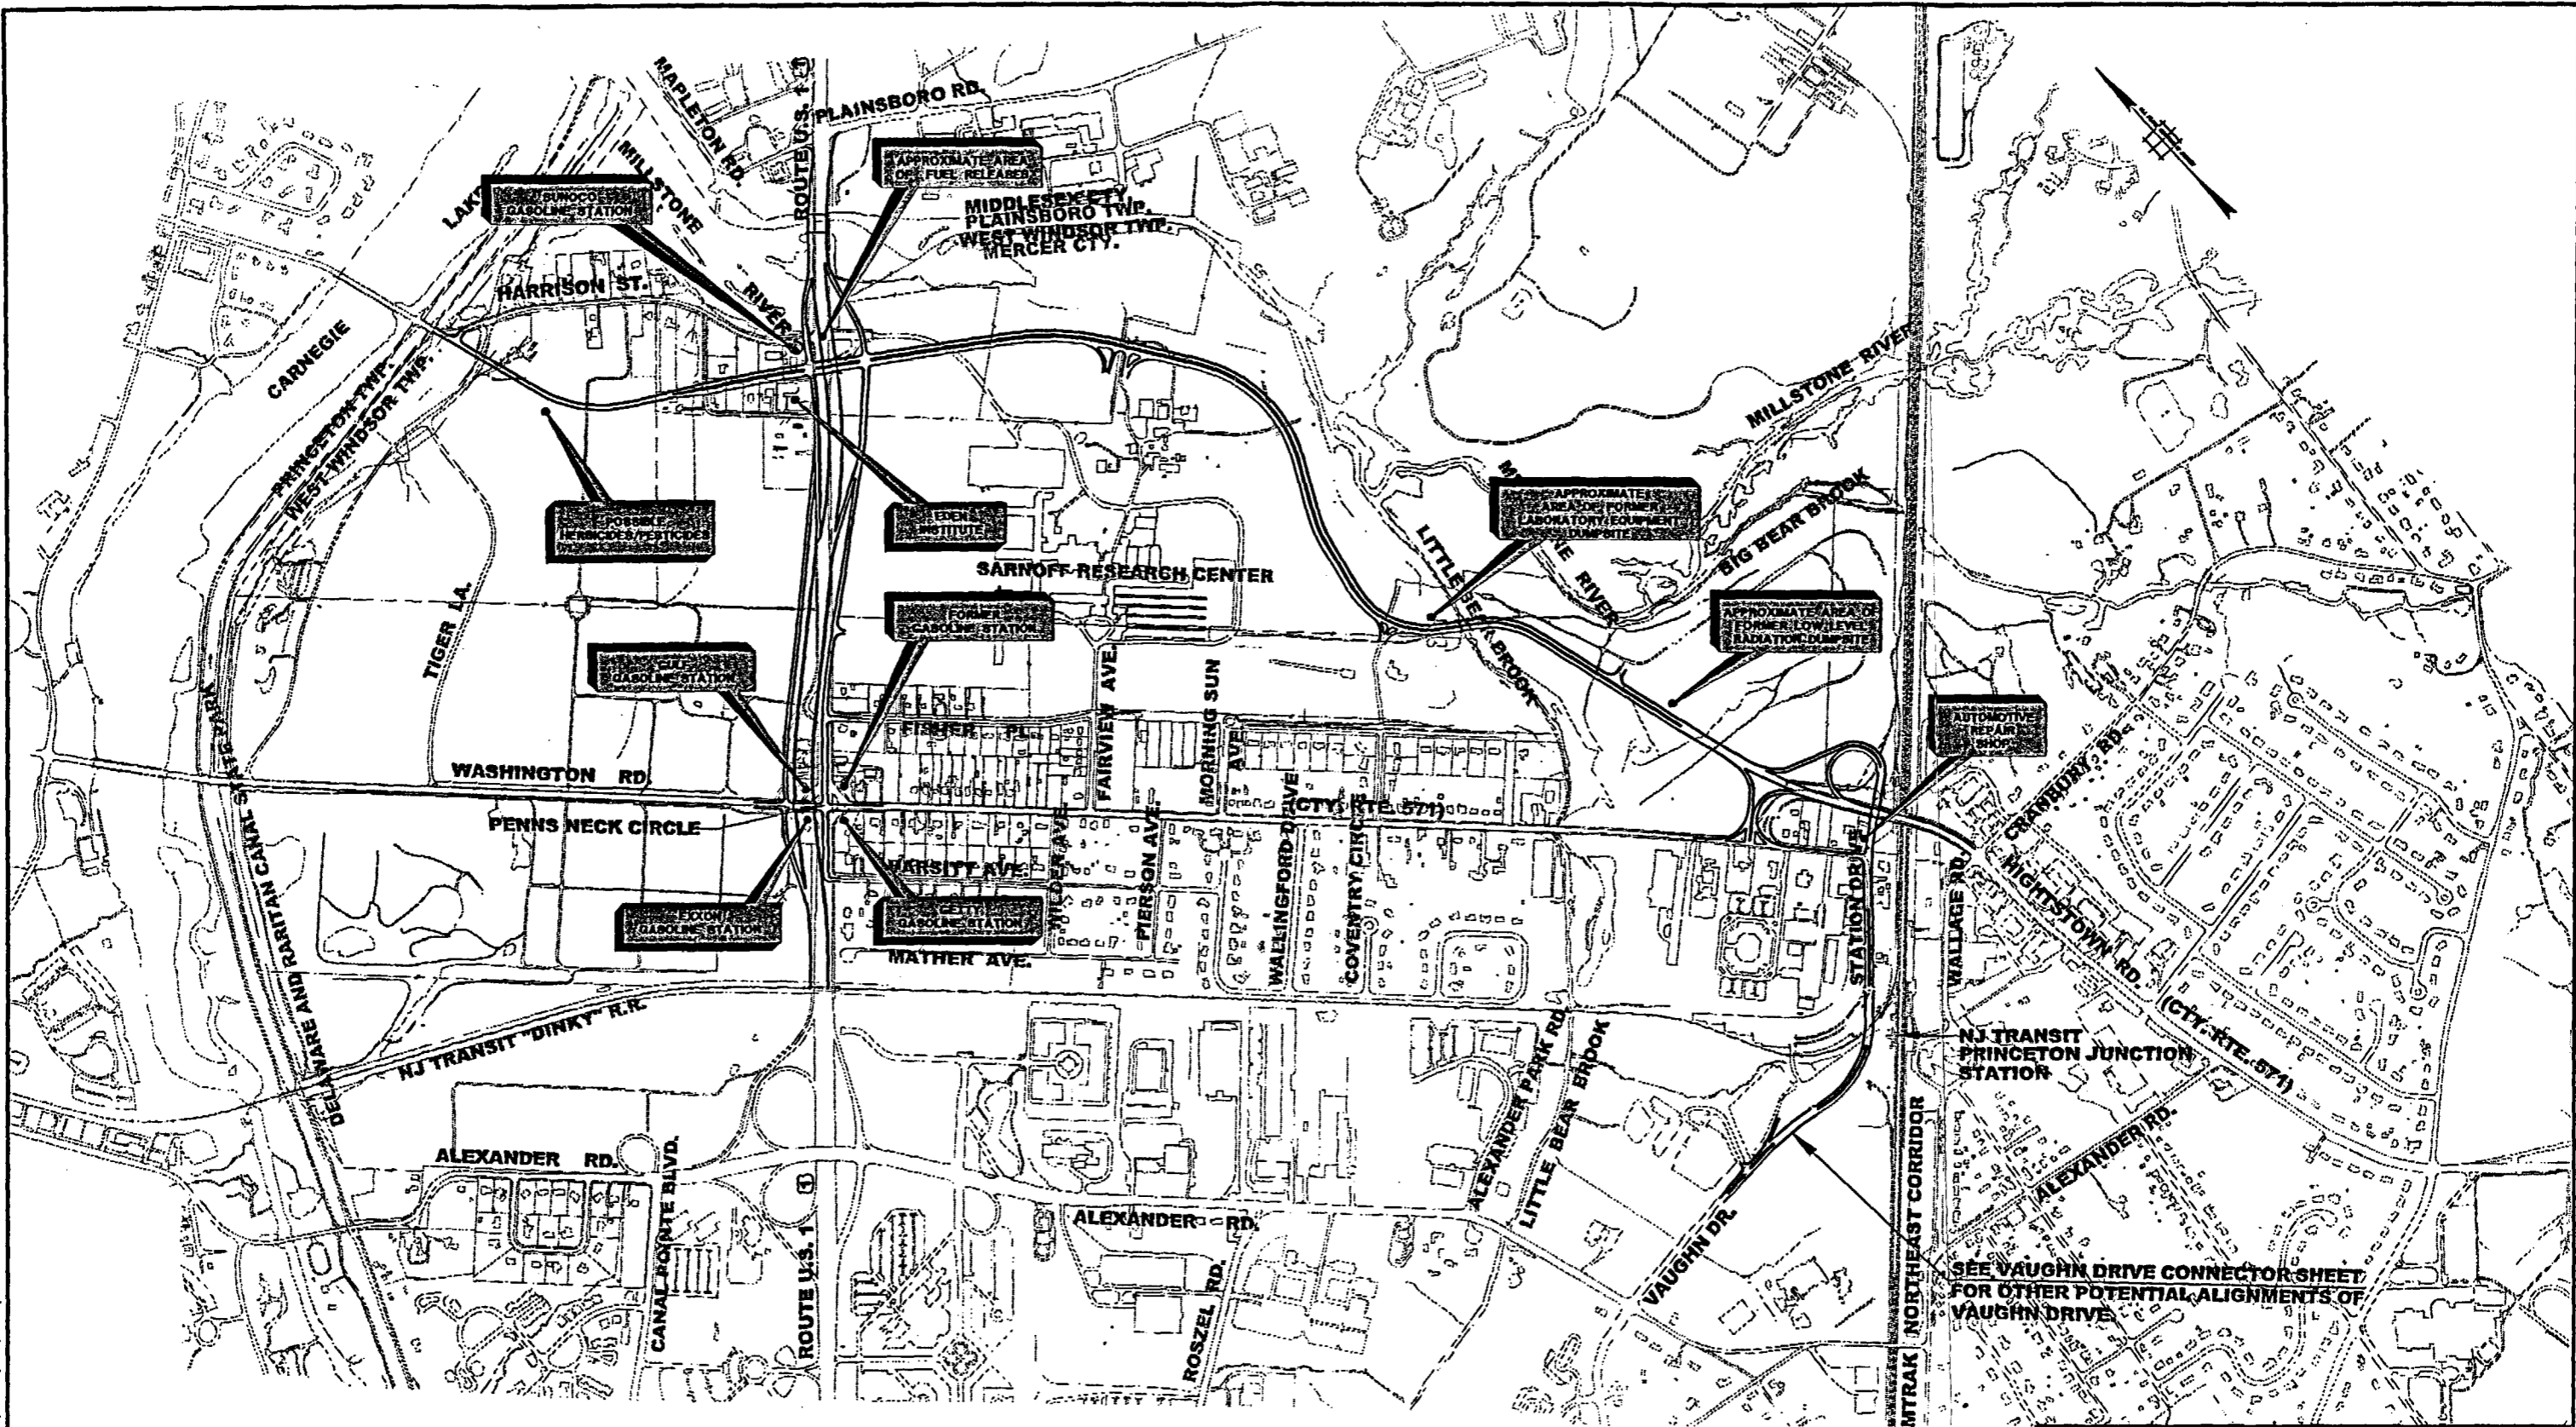 MAPLETON RD.
ROUTE U.S. 1
PLAINSBORO RD.
MILLSTONE
RIVER
LAKE
CARNEGIE
SUNOCO
GASOLINE STATION
APPROXIMATE AREA
OF FUEL RELEASES
MIDDLESEX CTY.
PLAINSBORO TWP.
WEST WINDSOR TWP.
MERCER CTY.
HARRISON ST.
PRINCETON TWP.
WEST WINDSOR TWP.
POSSIBLE
HERBICIDES/PESTICIDES
EDEN
INSTITUTE
SARNOFF RESEARCH CENTER
MILLSTONE RIVER
APPROXIMATE
AREA OF FORMER
LABORATORY EQUIPMENT
DUMPSITE
RIVER
BIG BEAR BROOK
LITTLE BEAR BROOK
APPROXIMATE AREA OF
FORMER LOW LEVEL
RADIATION DUMPSITE
TIGER LA.
FORMER
GASOLINE STATION
GULF
GASOLINE STATION
AUTOMOTIVE
REPAIR
SHOP
FISHER PL.
FAIRVIEW AVE.
MORNING SUN
AVE.
WASHINGTON RD.
(CTY. RTE. 571)
PENNS NECK CIRCLE
CRANBURY RD.
VARSITY AVE.
WILDER AVE.
PIERSON AVE.
WALLINGFORD DRIVE
COVENTRY CIRCLE
STATION DRIVE
WALLACE RD.
HIGHTSTOWN RD.
(CTY. RTE. 571)
EXXON
GASOLINE STATION
GETTY
GASOLINE STATION
MATHER AVE.
DELAWARE AND RARITAN CANAL STATE PARK
NJ TRANSIT "DINKY" R.R.
NJ TRANSIT
PRINCETON JUNCTION
STATION
ALEXANDER RD.
CANAL POINTE BLVD.
ROUTE U.S. 1
1
ALEXANDER RD.
ROSZEL RD.
ALEXANDER PARK RD.
LITTLE BEAR BROOK
VAUGHN DR.
ALEXANDER RD.
MTRAK NORTHEAST CORRIDOR
SEE VAUGHN DRIVE CONNECTOR SHEET
FOR OTHER POTENTIAL ALIGNMENTS OF
VAUGHN DRIVE.